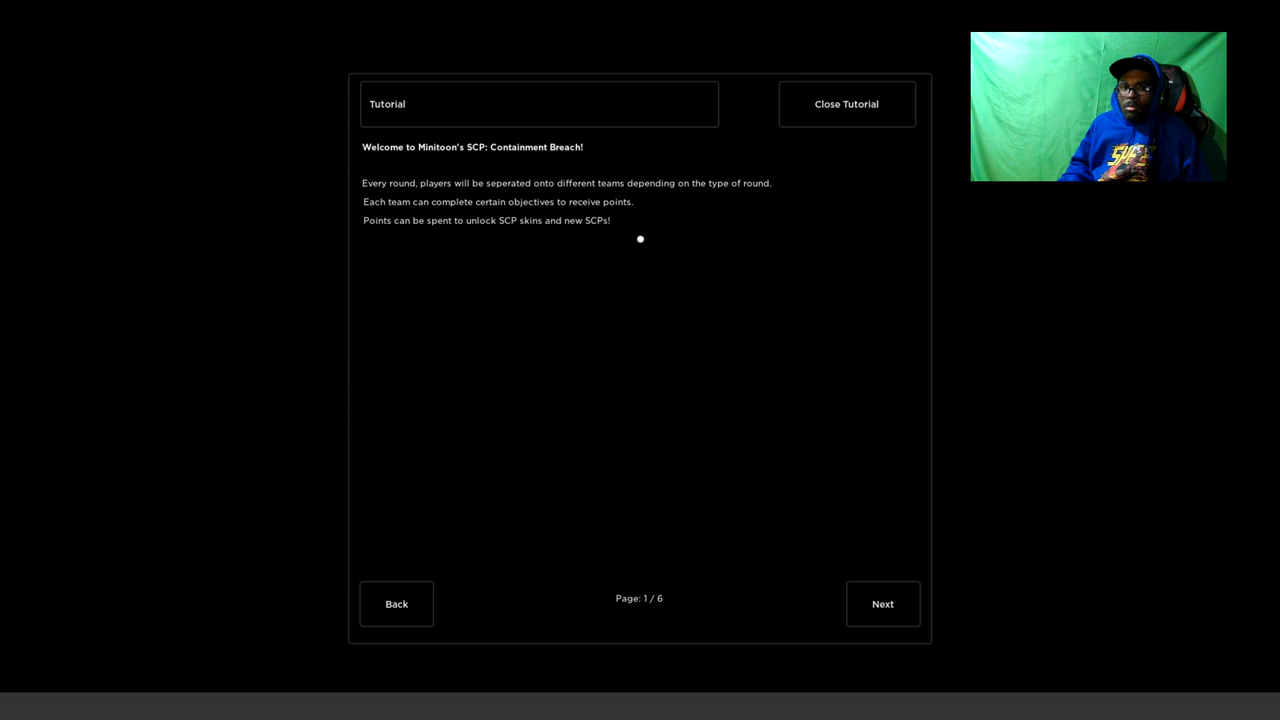 Tutorial
Close Tutorial
Welcome to Minitoon's SCP: Containment Breach!
Every round, players will be seperated onto different teams depending on the type of round.
Each team can complete certain objectives to receive points.
Points can be spent to unlock SCP skins and new SCPs!
Back
Page: 1 / 6
Next